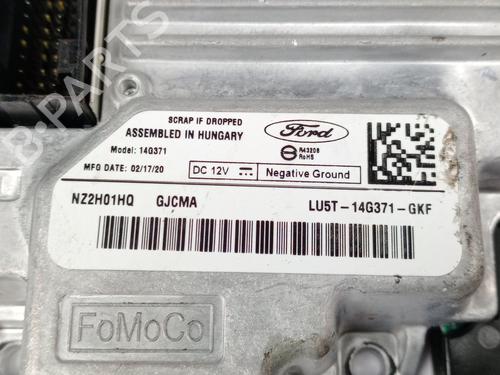 SCRAP IF DROPPED
ASSEMBLED IN HUNGARY
Model: 14G371
MFG DATE: 02/17/20
Ford
R43208
RoHS
DC 12V
Negative Ground
NZ2H01HQ GJCMA LU5T-14G371-GKF
FoMoCo
B-PARTS